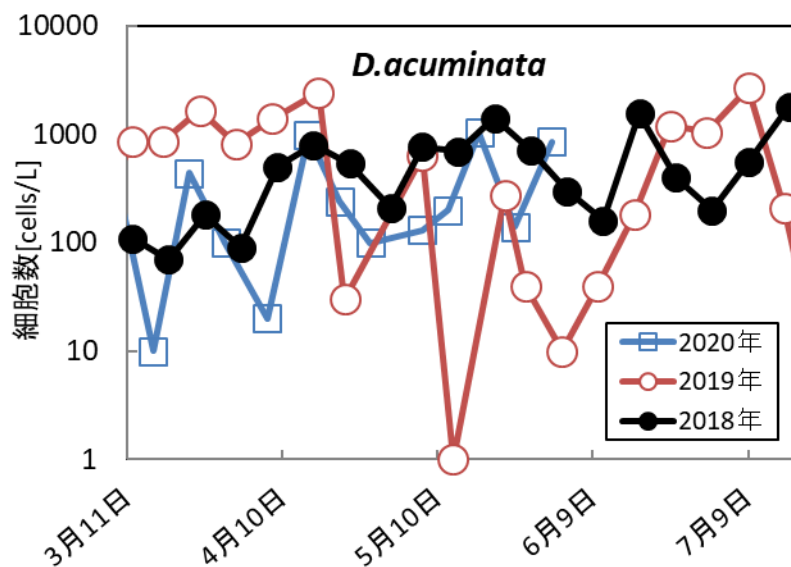 D.acuminata
細胞数[cells/L]
10000
1000
100
10
1
2020年
2019年
2018年
3月11日
4月10日
5月10日
6月9日
7月9日